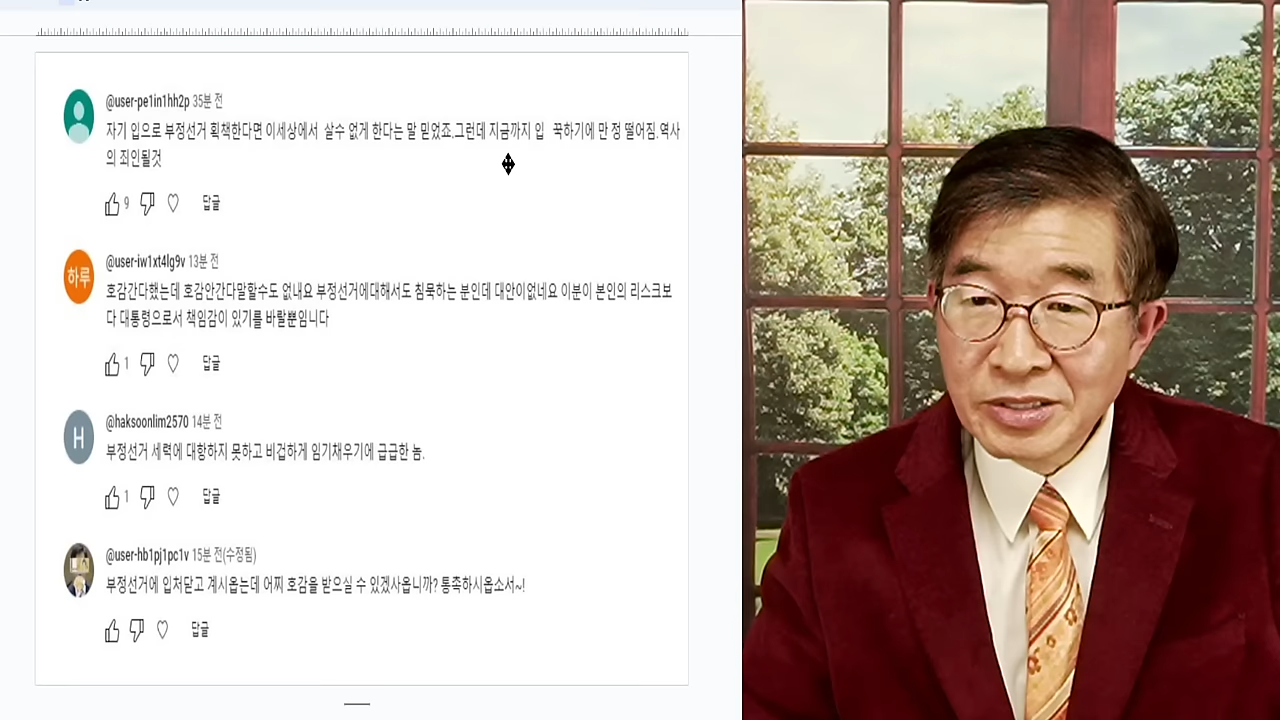 @user-pe1in1hh2p 35분 전
자기 입으로 부정선거 획책한다면 이세상에서 살수 없게 한다는 말 믿었죠.그런데 지금까지 입 꾹하기에 만 정 떨어짐.역사
의 죄인될것
9 답글
하루
@user-iw1xt4lg9v 13분 전
호감간다했는데 호감안간다말할수도 없내요 부정선거에대해서도 침묵하는 분인데 대안이없네요 이분이 본인의 리스크보
다 대통령으로서 책임감이 있기를 바랄뿐임니다
1 답글
H
@haksoonlim2570 14분 전
부정선거 세력에 대항하지 못하고 비겁하게 임기채우기에 급급한 놈.
1 답글
@user-hb1pj1pc1v 15분 전(수정됨)
부정선거에 입처닫고 계시옵는데 어찌 호감을 받으실 수 있겠사옵니까? 통촉하시옵소서~!
답글